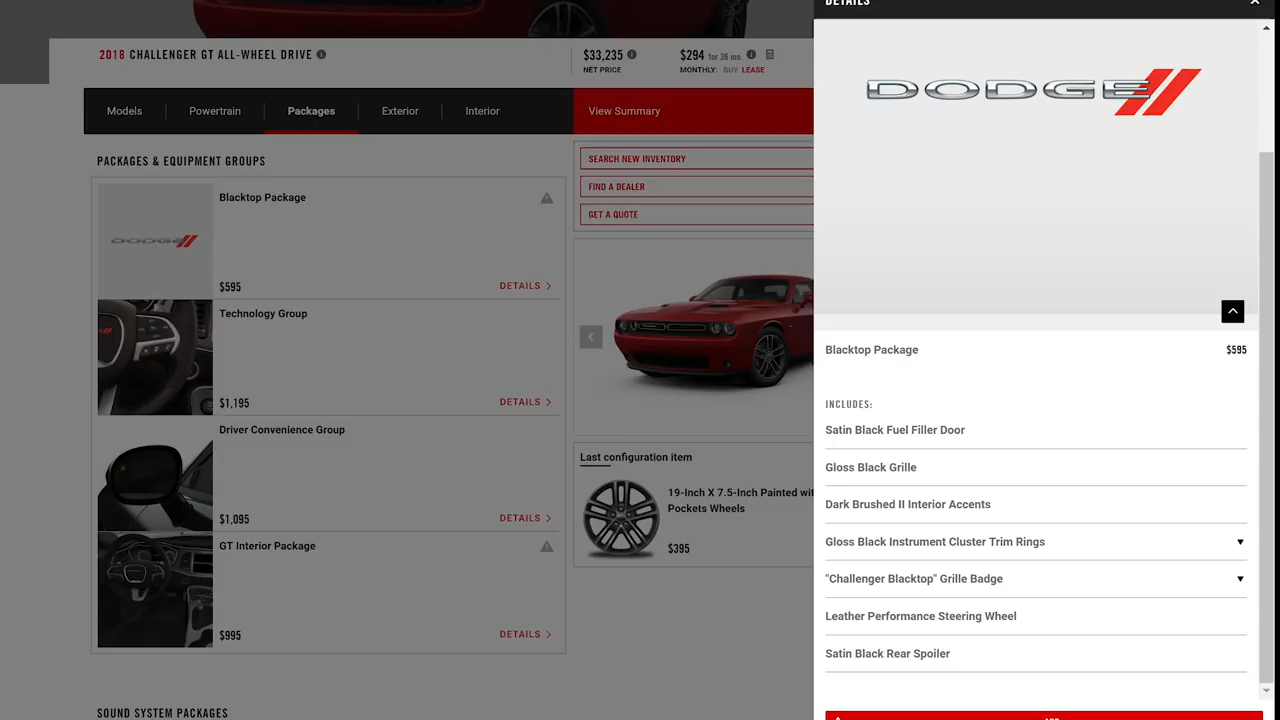 DETAILS
DODGE
2018 CHALLENGER GT ALL-WHEEL DRIVE
$33,235
NET PRICE
$294 for 36 mo.
MONTHLY: BUY LEASE
Models
Powertrain
Packages
Exterior
Interior
View Summary
PACKAGES & EQUIPMENT GROUPS
Blacktop Package
DODGE
$595
DETAILS
Technology Group
$1,195
DETAILS
Driver Convenience Group
$1,095
DETAILS
GT Interior Package
$995
DETAILS
SOUND SYSTEM PACKAGES
SEARCH NEW INVENTORY
FIND A DEALER
GET A QUOTE
Last configuration item
19-Inch X 7.5-Inch Painted wit
Pockets Wheels
$395
Blacktop Package $595
INCLUDES:
Satin Black Fuel Filler Door
Gloss Black Grille
Dark Brushed II Interior Accents
Gloss Black Instrument Cluster Trim Rings
"Challenger Blacktop" Grille Badge
Leather Performance Steering Wheel
Satin Black Rear Spoiler